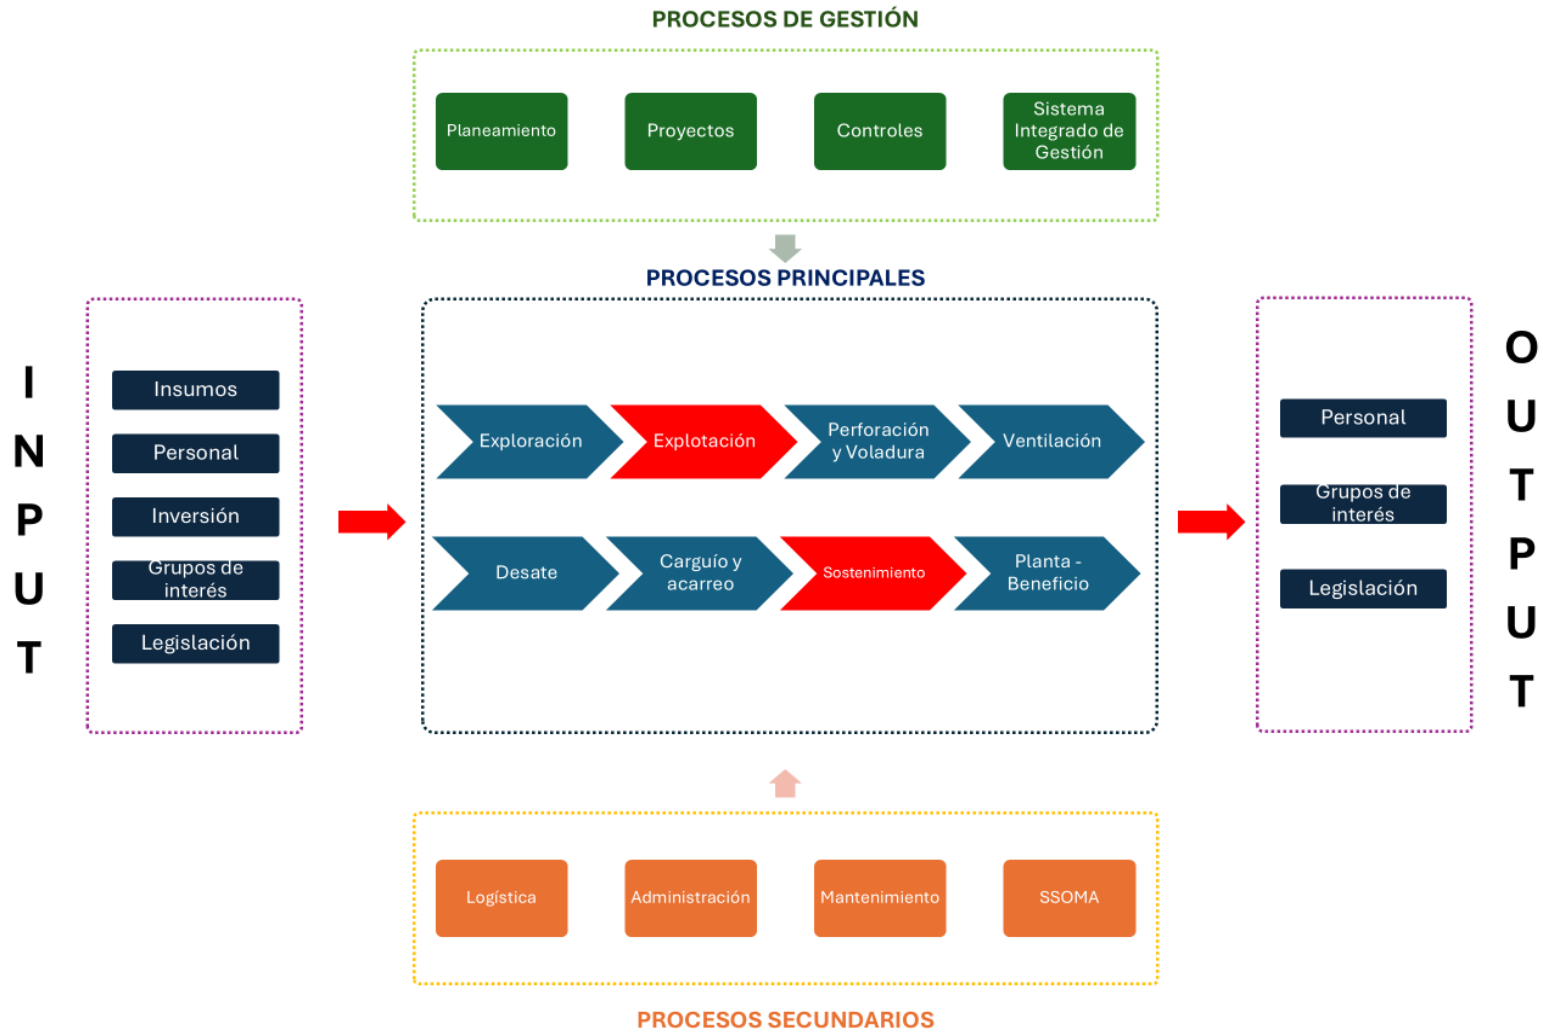 PROCESOS DE GESTIÓN
Planeamiento
Proyectos
Controles
Sistema
Integrado de
Gestión
PROCESOS PRINCIPALES
INPUT
Insumos
Personal
Inversión
Grupos de
interés
Legislación
Exploración
Explotación
Perforación
y Voladura
Ventilación
Desate
Carguío y
acarreo
Sostenimiento
Planta -
Beneficio
Personal
Grupos de
interés
Legislación
OUTPUT
Logística
Administración
Mantenimiento
SSOMA
PROCESOS SECUNDARIOS